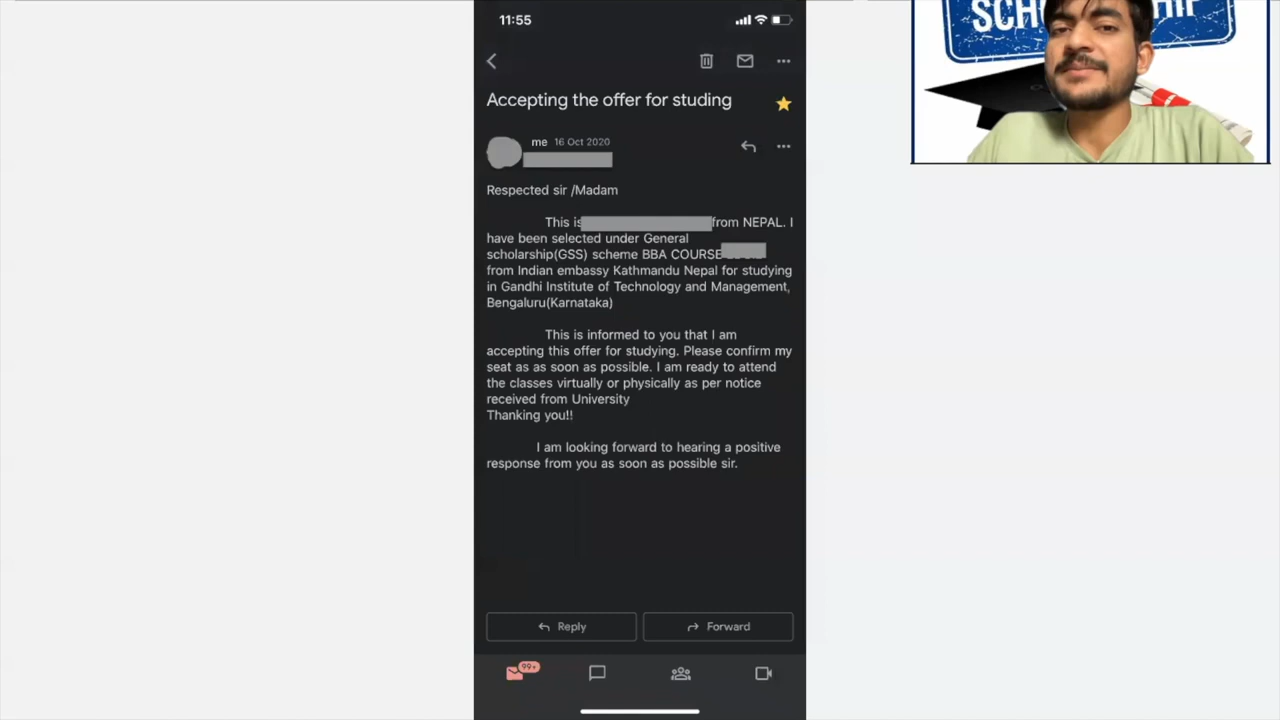 11:55
SCH SHIP
Accepting the offer for studing
me 16 Oct 2020
Respected sir /Madam
This is from NEPAL. I
have been selected under General
scholarship(GSS) scheme BBA COURSE
from Indian embassy Kathmandu Nepal for studying
in Gandhi Institute of Technology and Management,
Bengaluru(Karnataka)
This is informed to you that I am
accepting this offer for studying. Please confirm my
seat as as soon as possible. I am ready to attend
the classes virtually or physically as per notice
received from University
Thanking you!!
I am looking forward to hearing a positive
response from you as soon as possible sir.
Reply
Forward
99+